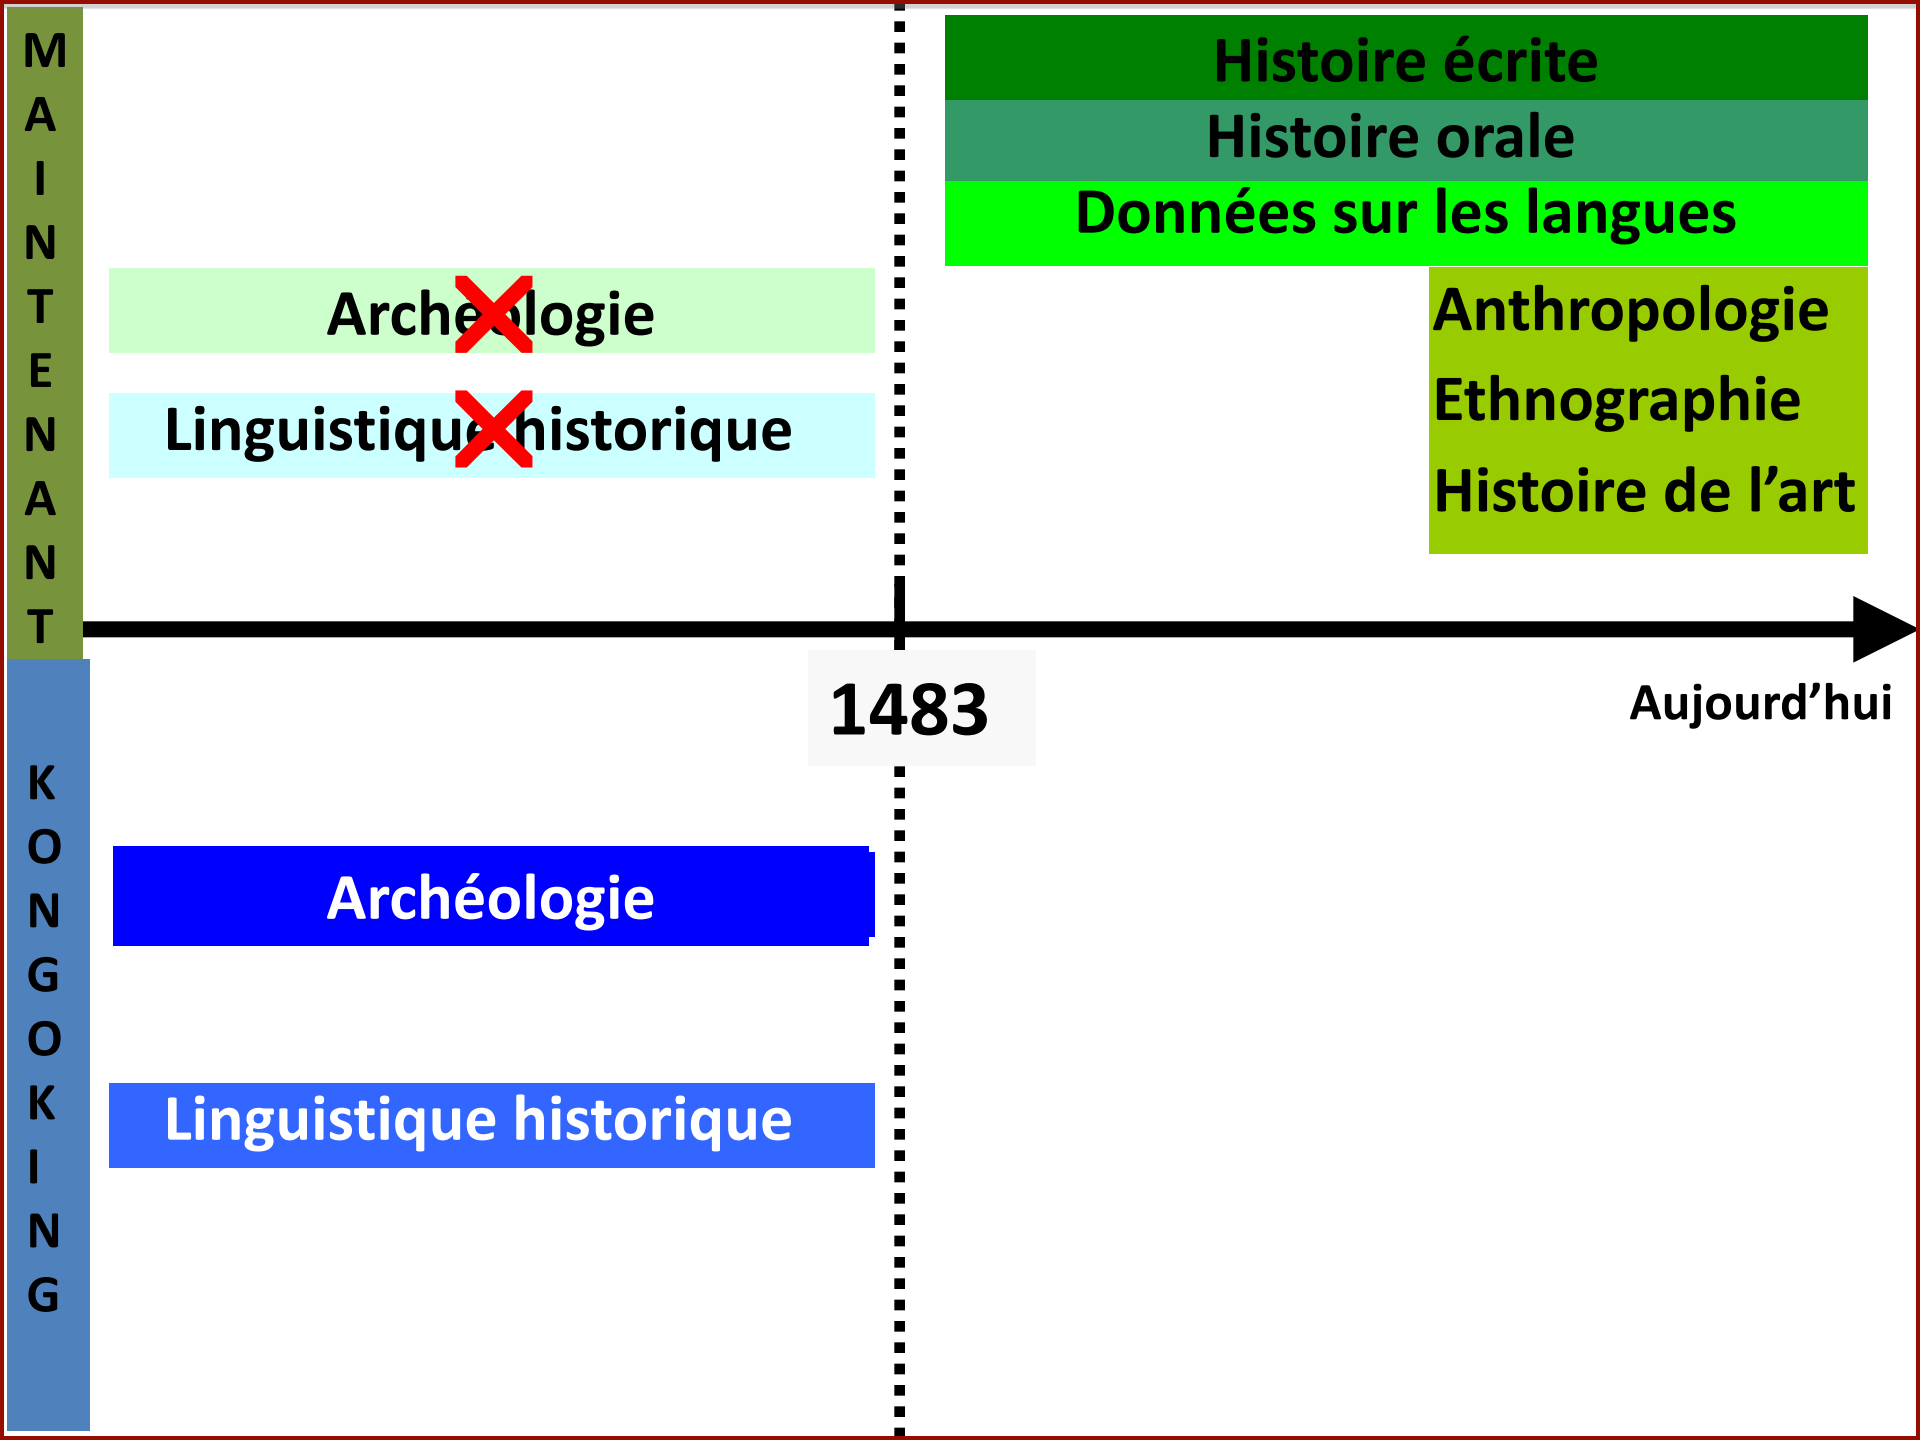 MAINTENANT
Histoire écrite
Histoire orale
Données sur les langues
Archéologie
Linguistique historique
Anthropologie
Ethnographie
Histoire de l’art
1483
Aujourd’hui
KONGOKING
Archéologie
Linguistique historique